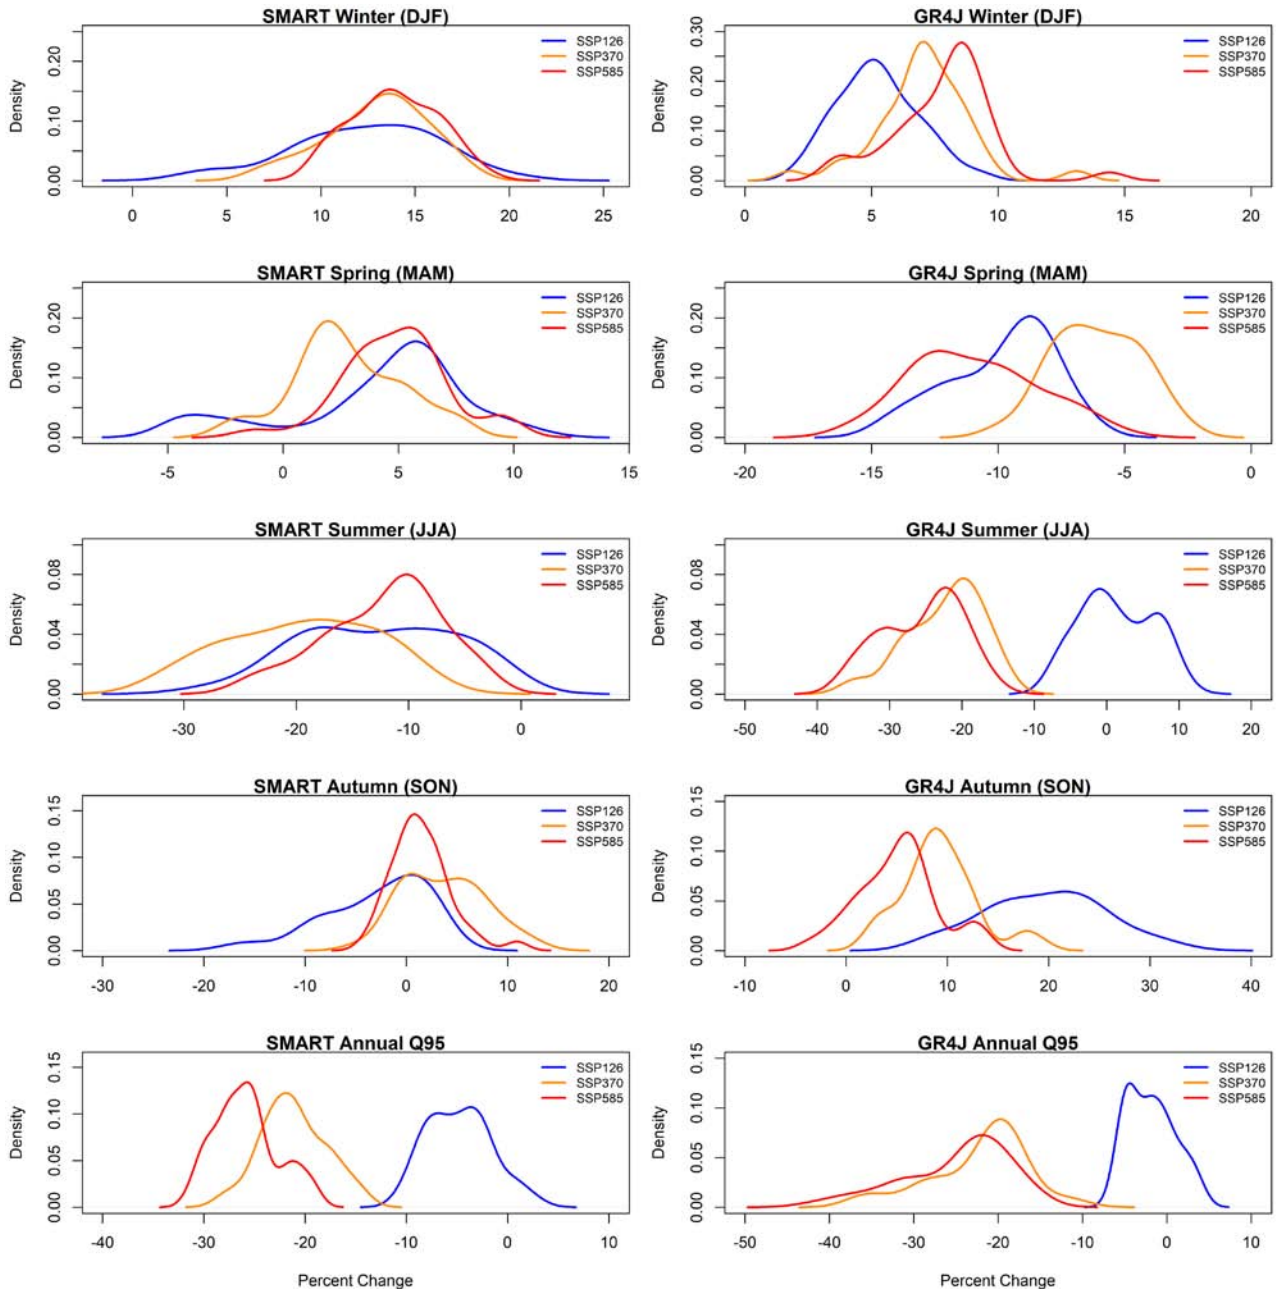 SMART Winter (DJF)
Density
0.00 0.10 0.20
SSP126
SSP370
SSP585
0 5 10 15 20 25
GR4J Winter (DJF)
Density
0.00 0.10 0.20 0.30
SSP126
SSP370
SSP585
0 5 10 15 20
SMART Spring (MAM)
Density
0.00 0.10 0.20
SSP126
SSP370
SSP585
-5 0 5 10 15
GR4J Spring (MAM)
Density
0.00 0.10 0.20
SSP126
SSP370
SSP585
-20 -15 -10 -5 0
SMART Summer (JJA)
Density
0.00 0.04 0.08
SSP126
SSP370
SSP585
-30 -20 -10 0
GR4J Summer (JJA)
Density
0.00 0.04 0.08
SSP126
SSP370
SSP585
-50 -40 -30 -20 -10 0 10 20
SMART Autumn (SON)
Density
0.00 0.05 0.10 0.15
SSP126
SSP370
SSP585
-30 -20 -10 0 10 20
GR4J Autumn (SON)
Density
0.00 0.05 0.10 0.15
SSP126
SSP370
SSP585
-10 0 10 20 30 40
SMART Annual Q95
Density
0.00 0.05 0.10 0.15
SSP126
SSP370
SSP585
-40 -30 -20 -10 0 10
Percent Change
GR4J Annual Q95
Density
0.00 0.05 0.10 0.15
SSP126
SSP370
SSP585
-50 -40 -30 -20 -10 0 10
Percent Change